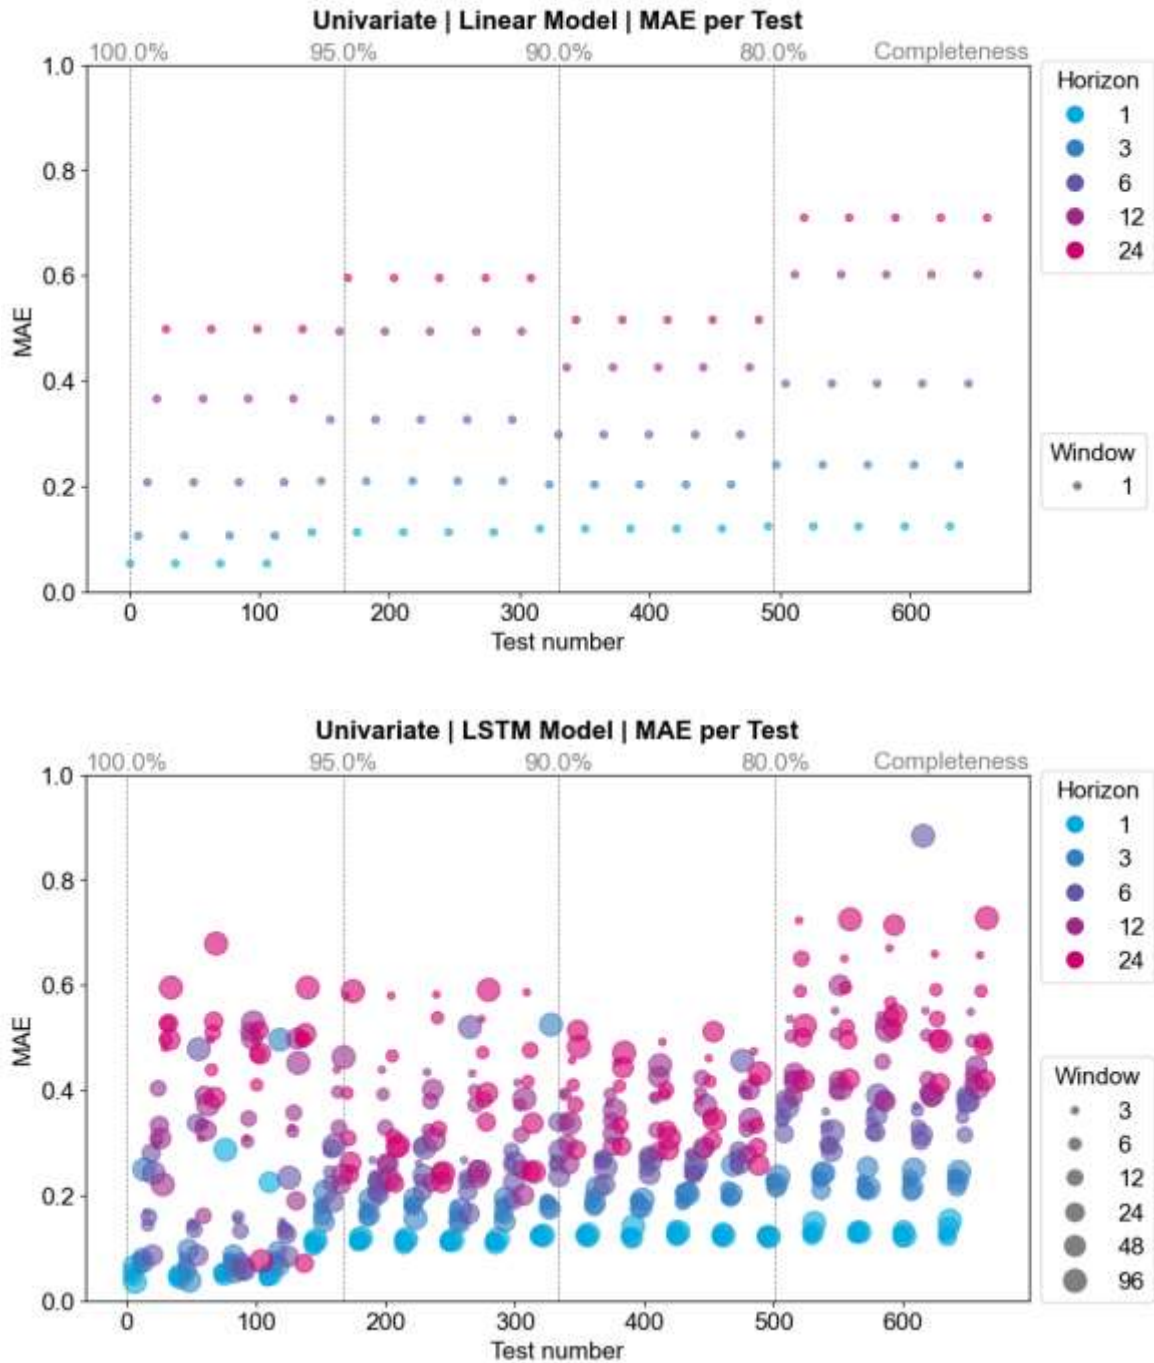 Univariate | Linear Model | MAE per Test
100.0% 95.0% 90.0% 80.0% Completeness
1.0
0.8
0.6
0.4
0.2
0.0
MAE
0 100 200 300 400 500 600
Test number
Horizon
1
3
6
12
24
Window
1
Univariate | LSTM Model | MAE per Test
100.0% 95.0% 90.0% 80.0% Completeness
1.0
0.8
0.6
0.4
0.2
0.0
MAE
0 100 200 300 400 500 600
Test number
Horizon
1
3
6
12
24
Window
3
6
12
24
48
96